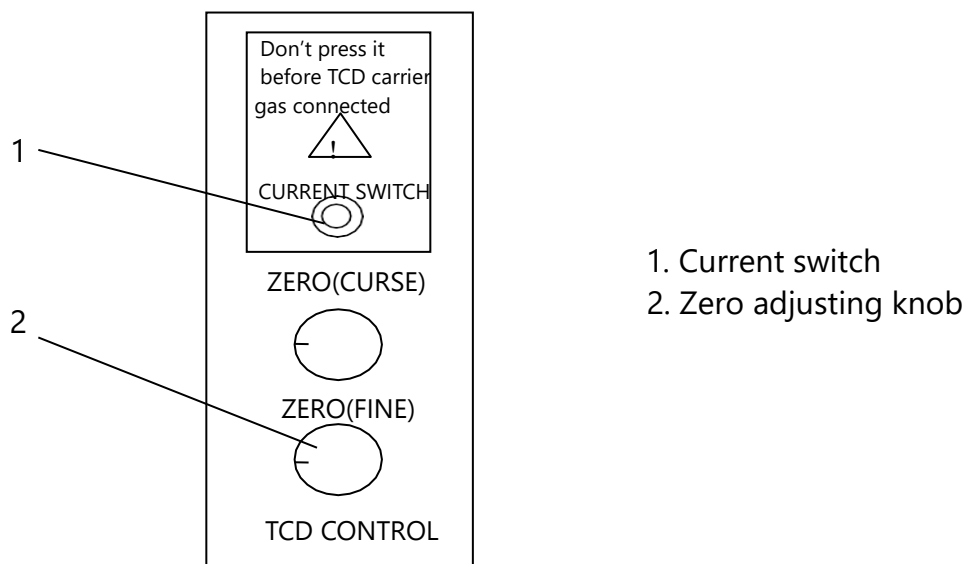 Don't press it
before TCD carrier
gas connected
!
CURRENT SWITCH
1
ZERO(CURSE)
2
ZERO(FINE)
TCD CONTROL
1. Current switch
2. Zero adjusting knob